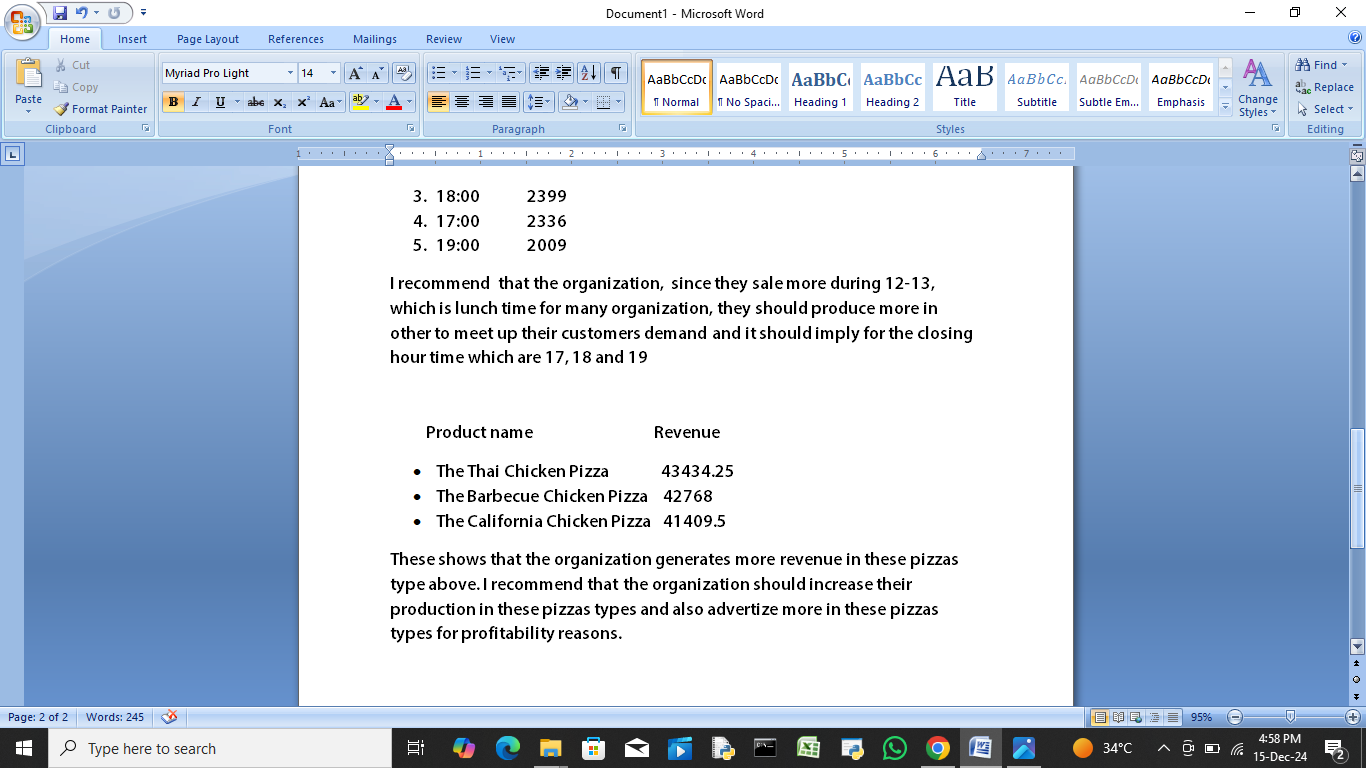 Document1 - Microsoft Word
Home Insert Page Layout References Mailings Review View
Paste
Cut
Copy
Format Painter
Clipboard
Myriad Pro Light 14
Font
Paragraph
AaBbCcDc AaBbCcDc AaBbC AaBbCc AaB AaBbCc. AaBbCcDc AaBbCcDc
¶ Normal ¶ No Spaci... Heading 1 Heading 2 Title Subtitle Subtle Em... Emphasis
Change Styles
Styles
Find
Replace
Select
Editing
1 1 2 3 4 5 6 7
3. 18:00 2399
4. 17:00 2336
5. 19:00 2009
I recommend that the organization, since they sale more during 12-13,
which is lunch time for many organization, they should produce more in
other to meet up their customers demand and it should imply for the closing
hour time which are 17, 18 and 19
Product name Revenue
• The Thai Chicken Pizza 43434.25
• The Barbecue Chicken Pizza 42768
• The California Chicken Pizza 41409.5
These shows that the organization generates more revenue in these pizzas
type above. I recommend that the organization should increase their
production in these pizzas types and also advertize more in these pizzas
types for profitability reasons.
Page: 2 of 2 Words: 245 95%
Type here to search
34°C
4:58 PM
15-Dec-24
2